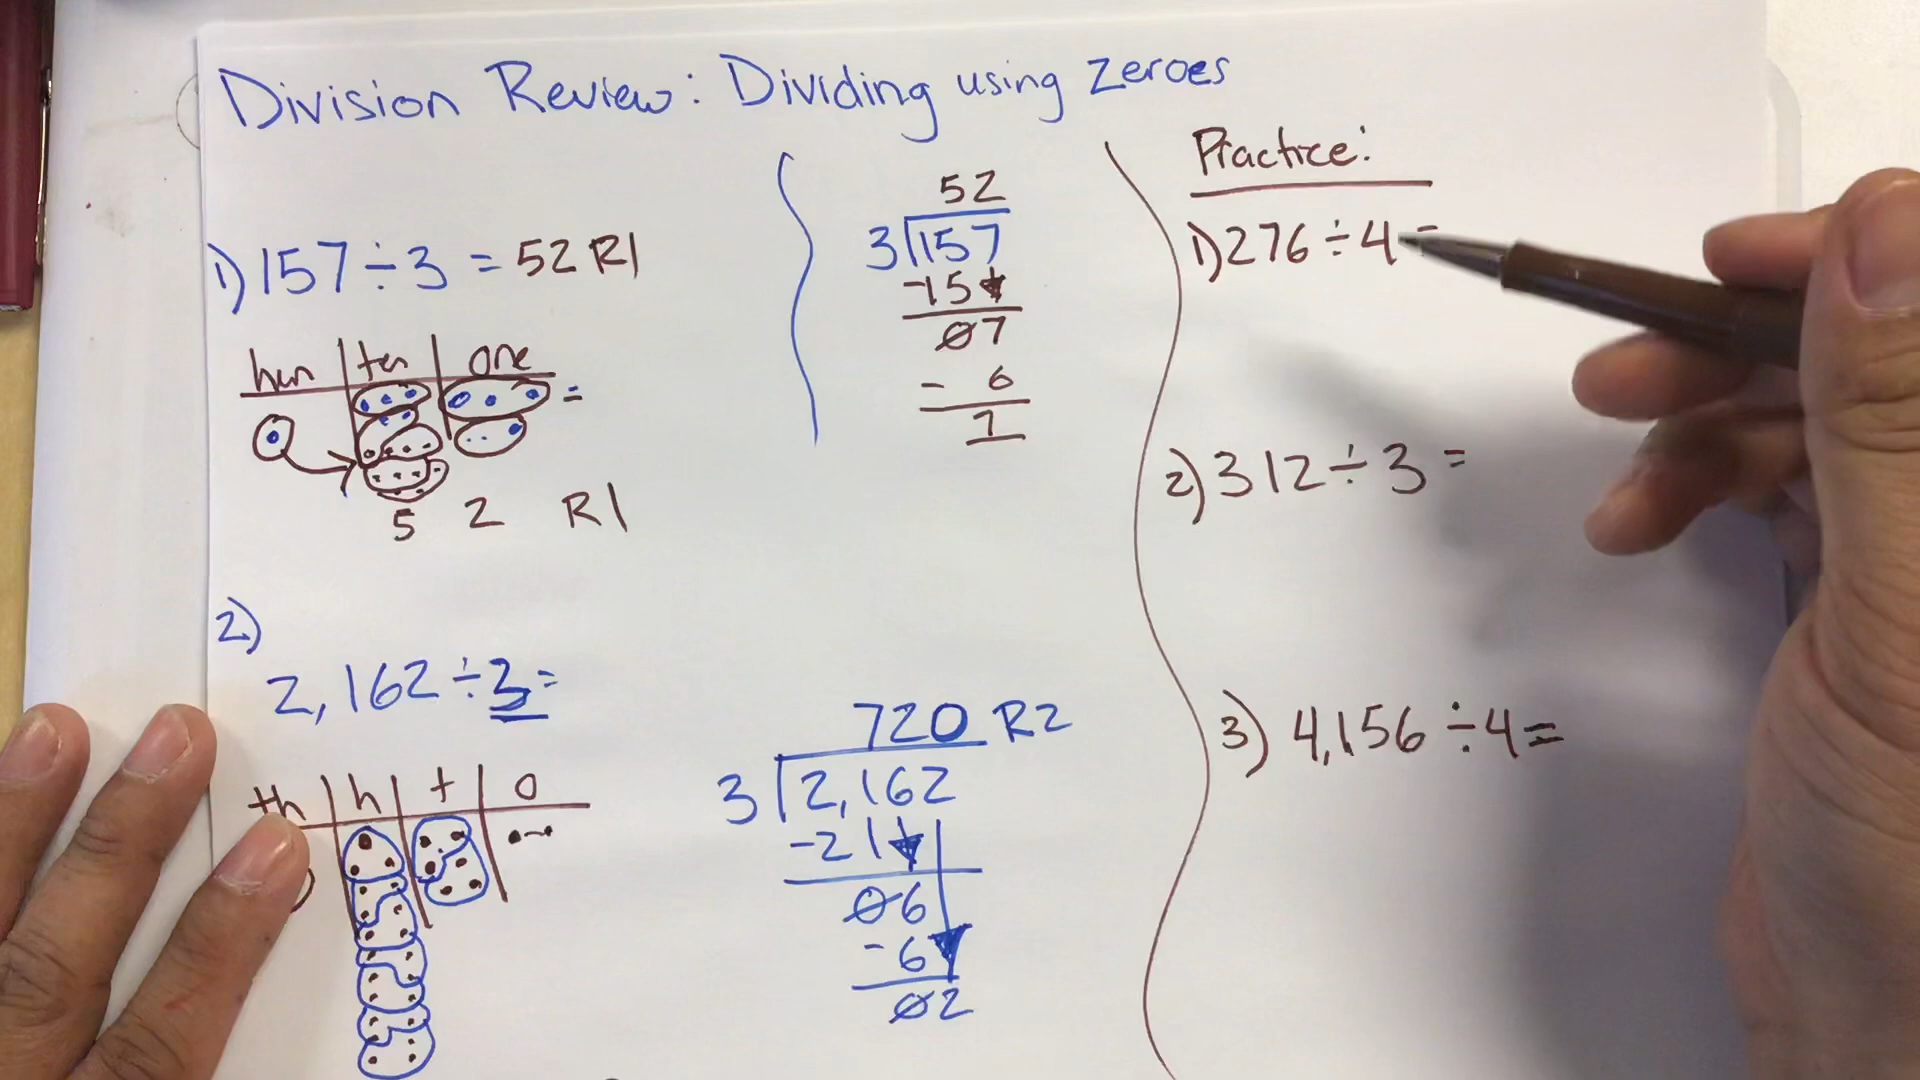 Division Review: Dividing using zeroes
1) 157 ÷ 3 = 52 R1
hun ten one
=
5 2 R1
52
3 157
-15
07
- 6
1
2)
2,162 ÷ 3 =
th h t o
720 R2
3 2,162
-21
06
-6
02
Practice:
1) 276 ÷ 4 =
2) 312 ÷ 3 =
3) 4,156 ÷ 4 =